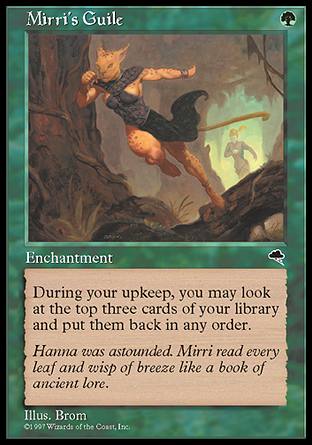 Mirri's Guile
Enchantment
During your upkeep, you may look
at the top three cards of your library
and put them back in any order.
Hanna was astounded. Mirri read every
leaf and wisp of breeze like a book of
ancient lore.
Illus. Brom
©1997 Wizards of the Coast, Inc.